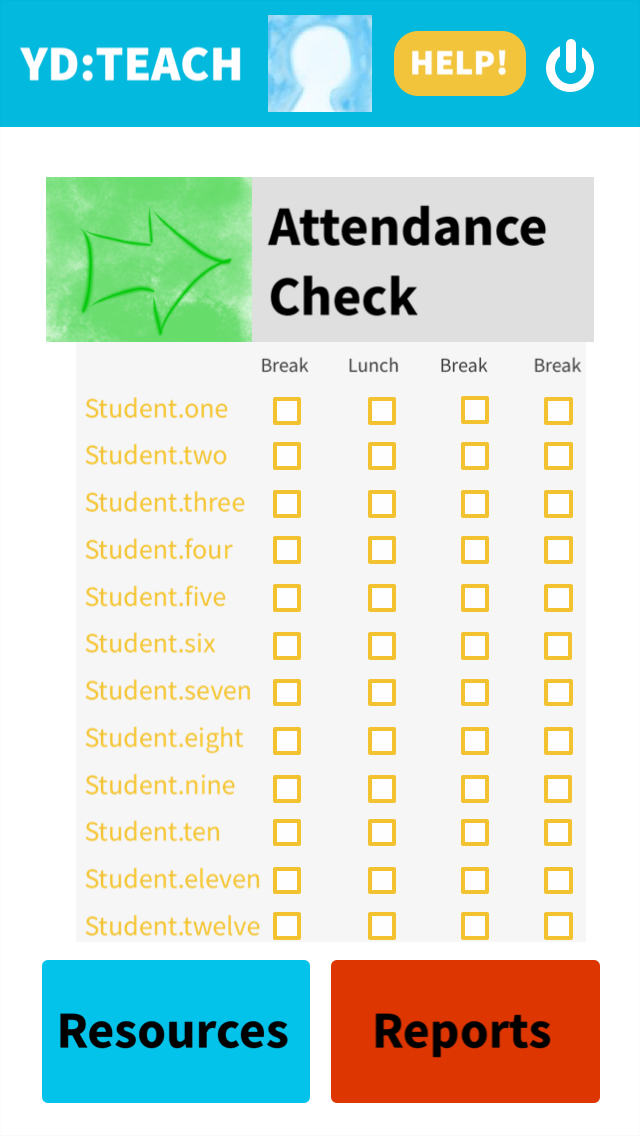 YD:TEACH HELP!
Attendance
Check
Break Lunch Break Break
Student.one
Student.two
Student.three
Student.four
Student.five
Student.six
Student.seven
Student.eight
Student.nine
Student.ten
Student.eleven
Student.twelve
Resources Reports